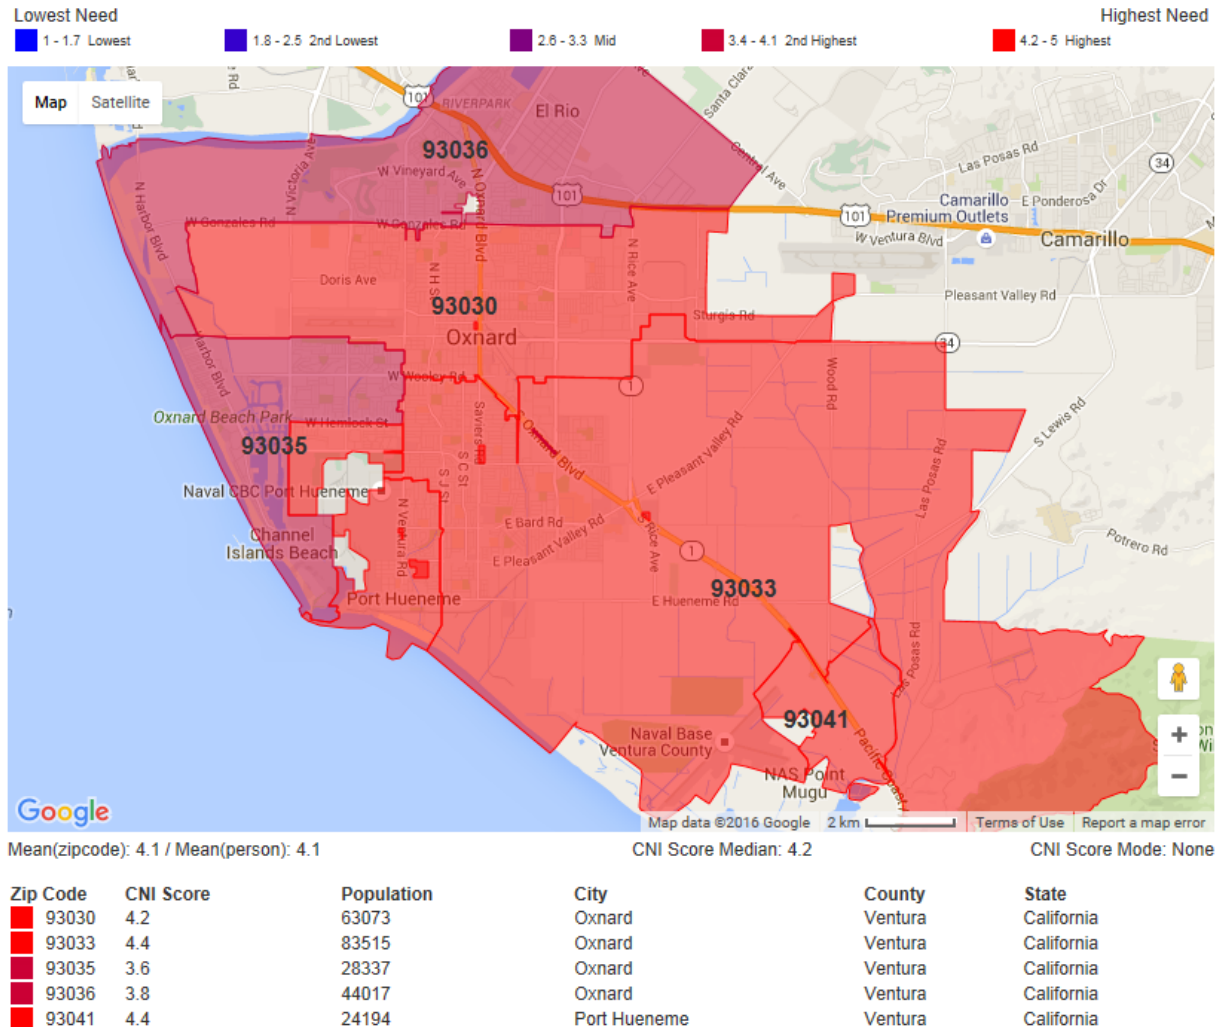 Lowest Need
Highest Need
1 - 1.7 Lowest
1.8 - 2.5 2nd Lowest
2.6 - 3.3 Mid
3.4 - 4.1 2nd Highest
4.2 - 5 Highest
Map
Satellite
101
RIVERPARK
El Rio
Santa Clara
Central Ave
Las Posas Rd
34
93036
N Victoria Ave
W Vineyard Ave
N Oxnard Blvd
101
N Harbor Blvd
W Gonzales Rd
W Gonzales Rd
101
Camarillo
Premium Outlets
E Ponderosa Dr
W Ventura Blvd
Camarillo
N Rice Ave
Doris Ave
N H St
93030
Oxnard
Sturgis Rd
Pleasant Valley Rd
34
Harbor Blvd
W Wooley Rd
1
Wood Rd
Oxnard Beach Park
W Hemlock St
Saviers Rd
S Oxnard Blvd
S Lewis Rd
93035
S C St
S J St
E Pleasant Valley Rd
Las Posas Rd
Naval CBC Port Hueneme
N Ventura Rd
E Bard Rd
E Pleasant Valley Rd
S Rice Ave
Channel
Islands Beach
1
Potrero Rd
93033
Port Hueneme
E Hueneme Rd
Las Posas Rd
93041
Naval Base
Ventura County
NAS Point
Mugu
Pacific Coast
+
−
Google
Map data ©2016 Google
2 km
Terms of Use
Report a map error
Mean(zipcode): 4.1 / Mean(person): 4.1
CNI Score Median: 4.2
CNI Score Mode: None
Zip Code CNI Score Population City County State
93030 4.2 63073 Oxnard Ventura California
93033 4.4 83515 Oxnard Ventura California
93035 3.6 28337 Oxnard Ventura California
93036 3.8 44017 Oxnard Ventura California
93041 4.4 24194 Port Hueneme Ventura California